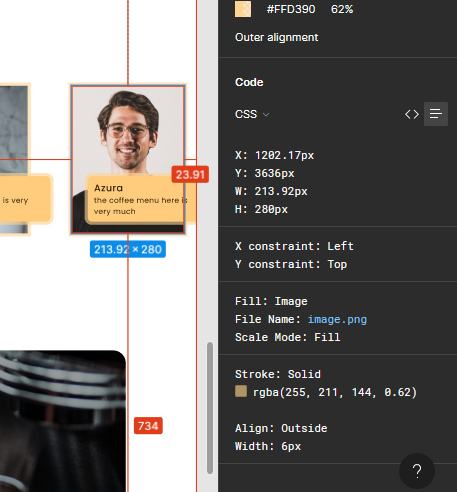 #FFD390 62%
Outer alignment
Code
CSS
X: 1202.17px
Y: 3636px
W: 213.92px
H: 280px
X constraint: Left
Y constraint: Top
Fill: Image
File Name: image.png
Scale Mode: Fill
Stroke: Solid
rgba(255, 211, 144, 0.62)
Align: Outside
Width: 6px
?
is very
23.91
Azura
the coffee menu here is
very much
213.92 × 280
734